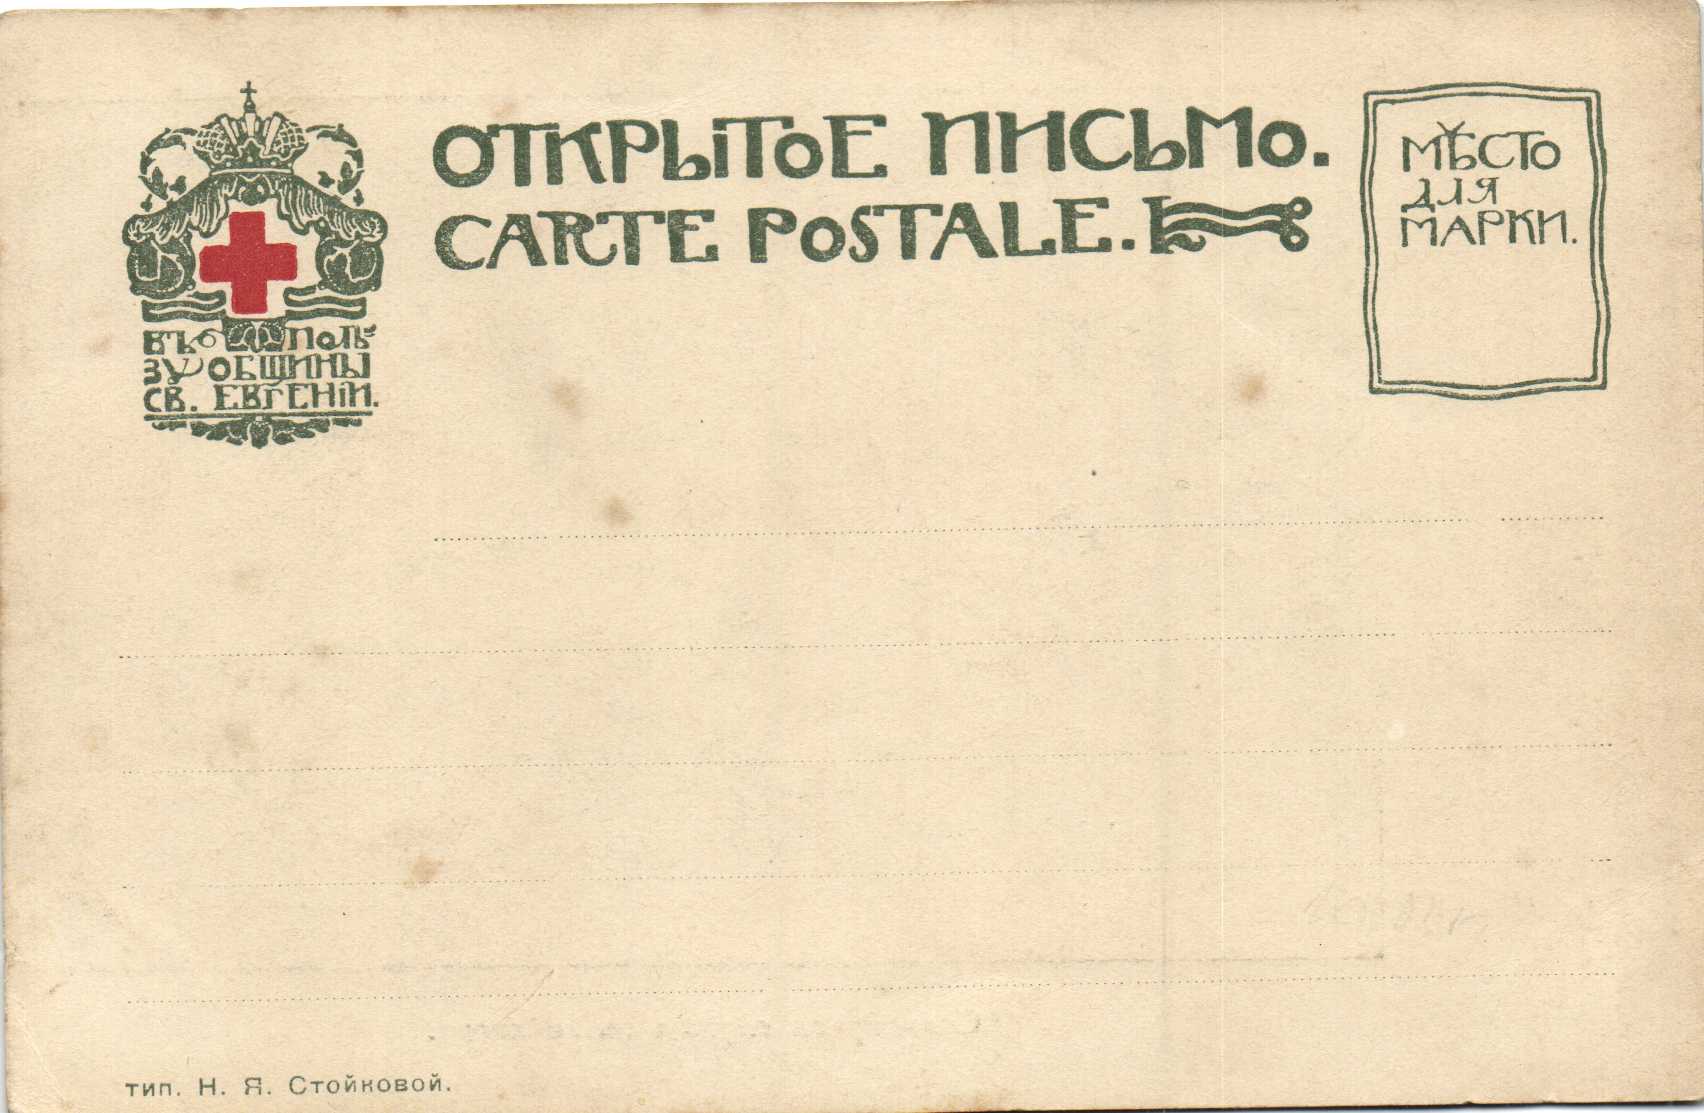 ОТКРЫТОЕ ПИСЬМО.
CARTE POSTALE.
МѢСТО
ДЛЯ
МАРКИ.
ВЪ ПОЛЬ-
ЗУ ОБЩИНЫ
СВ. ЕВГЕНІИ.
тип. Н. Я. Стойковой.